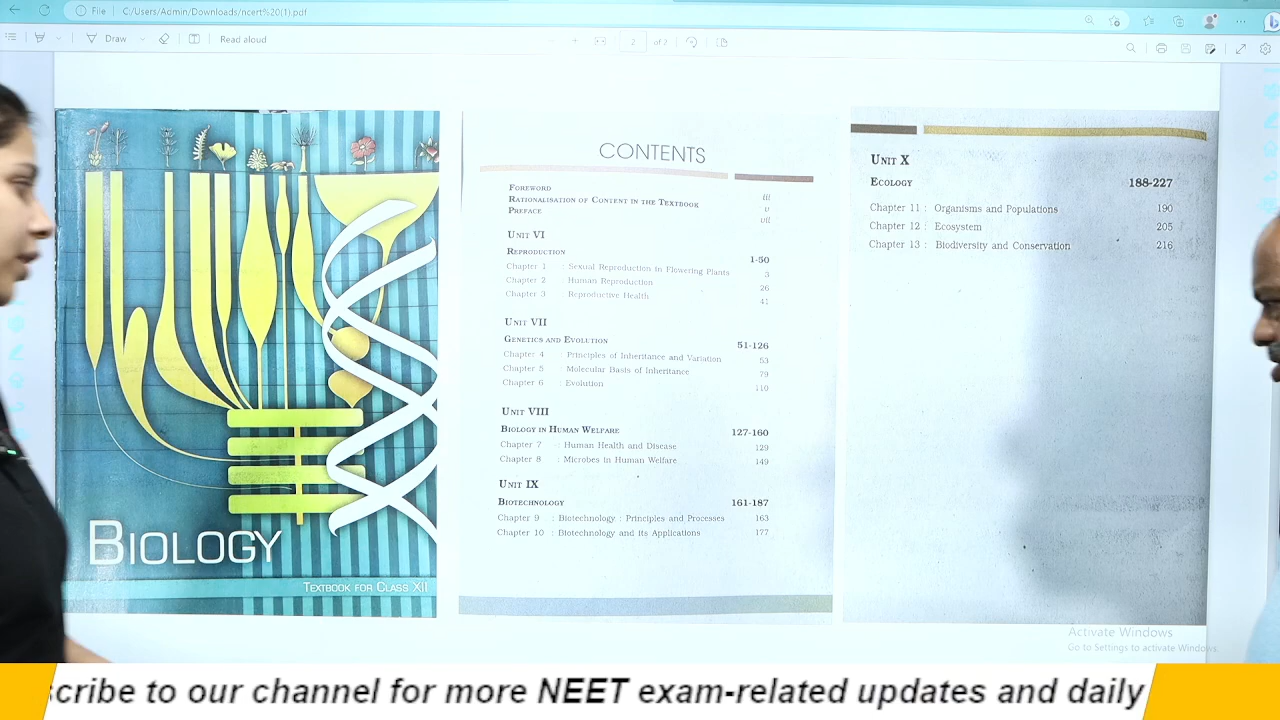 File C:/Users/Admin/Downloads/ncert%20(1).pdf
Draw Read aloud 2 of 2
BIOLOGY
TEXTBOOK FOR CLASS XII
CONTENTS
FOREWORD iii
RATIONALISATION OF CONTENT IN THE TEXTBOOK v
PREFACE vii
UNIT VI
REPRODUCTION 1-50
Chapter 1 : Sexual Reproduction in Flowering Plants 3
Chapter 2 Human Reproduction 26
Chapter 3 Reproductive Health 41
UNIT VII
GENETICS AND EVOLUTION 51-126
Chapter 4 : Principles of Inheritance and Variation 53
Chapter 5 : Molecular Basis of Inheritance 79
Chapter 6 : Evolution 110
UNIT VIII
BIOLOGY IN HUMAN WELFARE 127-160
Chapter 7 : Human Health and Disease 129
Chapter 8 : Microbes in Human Welfare 149
UNIT IX
BIOTECHNOLOGY 161-187
Chapter 9 : Biotechnology : Principles and Processes 163
Chapter 10 : Biotechnology and its Applications 177
UNIT X
ECOLOGY 188-227
Chapter 11 : Organisms and Populations 190
Chapter 12 : Ecosystem 205
Chapter 13 : Biodiversity and Conservation 216
Activate Windows
Go to Settings to activate Windows.
scribe to our channel for more NEET exam-related updates and daily